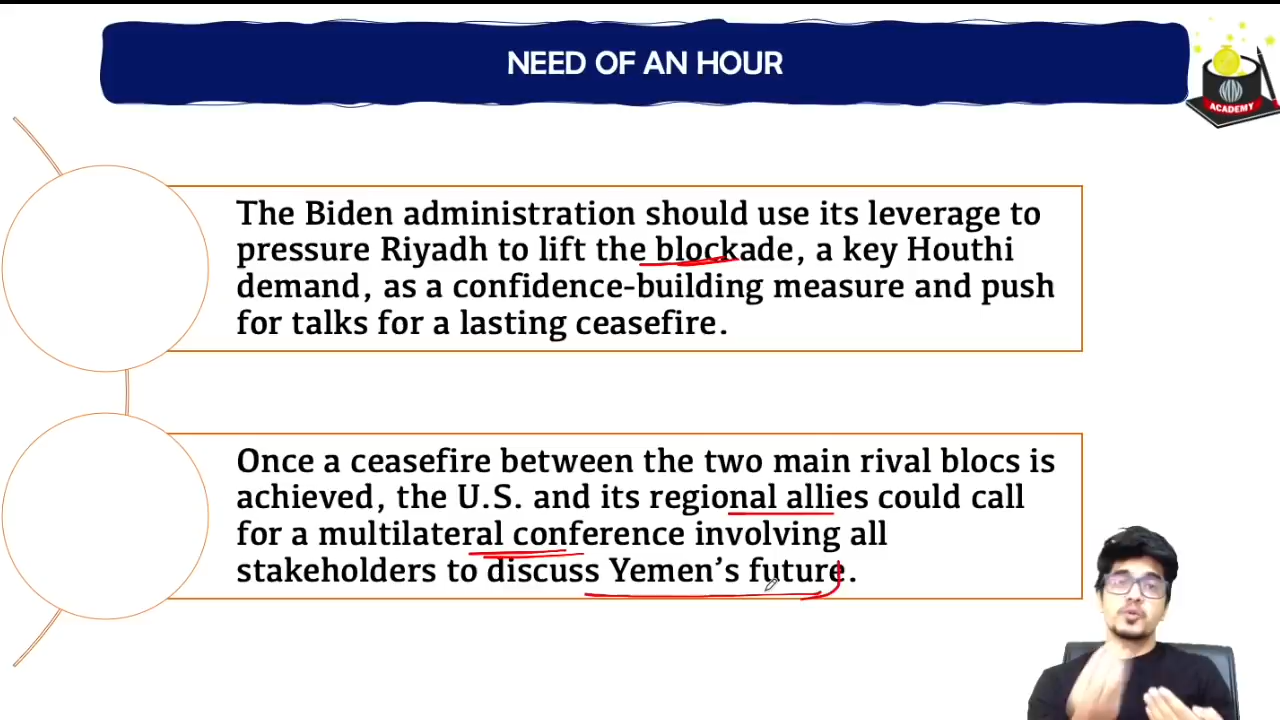 NEED OF AN HOUR
ACADEMY
The Biden administration should use its leverage to
pressure Riyadh to lift the blockade, a key Houthi
demand, as a confidence-building measure and push
for talks for a lasting ceasefire.
Once a ceasefire between the two main rival blocs is
achieved, the U.S. and its regional allies could call
for a multilateral conference involving all
stakeholders to discuss Yemen's future.